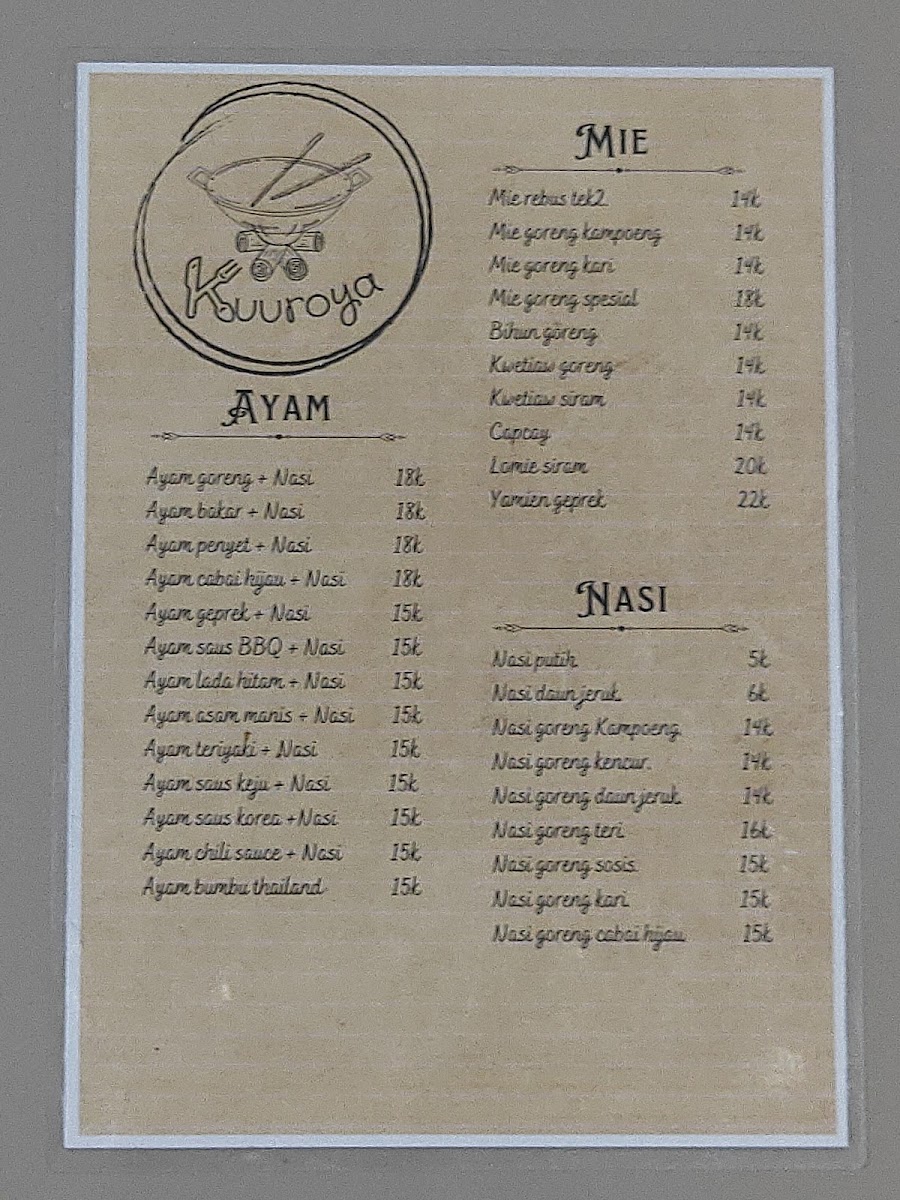 Kuuroya
AYAM
Ayam goreng + Nasi 18k
Ayam bakar + Nasi 18k
Ayam penyet + Nasi 18k
Ayam cabai hijau + Nasi 18k
Ayam geprek + Nasi 15k
Ayam saus BBQ + Nasi 15k
Ayam lada hitam + Nasi 15k
Ayam asam manis + Nasi 15k
Ayam teriyaki + Nasi 15k
Ayam saus keju + Nasi 15k
Ayam saus korea +Nasi 15k
Ayam chili sauce + Nasi 15k
Ayam bumbu thailand 15k
MIE
Mie rebus tek2 14k
Mie goreng kampoeng 14k
Mie goreng kari 14k
Mie goreng spesial 18k
Bihun goreng 14k
Kwetiaw goreng 14k
Kwetiaw siram 14k
Capcay 14k
Lomie siram 20k
Yamien geprek 22k
NASI
Nasi putih 5k
Nasi daun jeruk 6k
Nasi goreng Kampoeng 14k
Nasi goreng kencur. 14k
Nasi goreng daun jeruk 14k
Nasi goreng teri 16k
Nasi goreng sosis. 15k
Nasi goreng kari. 15k
Nasi goreng cabai hijau 15k